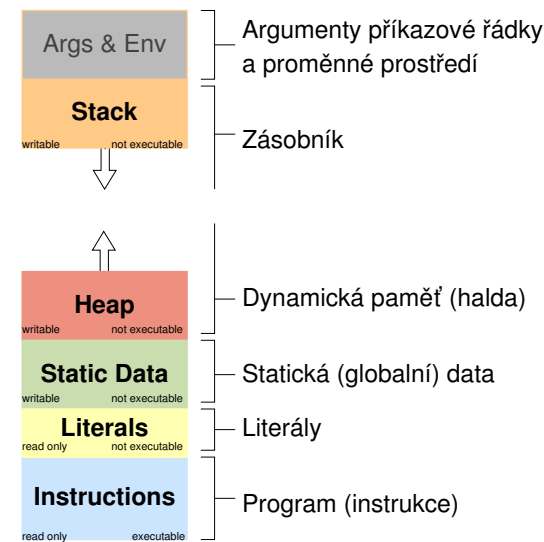 Args & Env
Argumenty příkazové řádky
a proměnné prostředí
Stack
writable not executable
Zásobník
Heap
writable not executable
Dynamická paměť (halda)
Static Data
writable not executable
Statická (globalní) data
Literals
read only not executable
Literály
Instructions
read only executable
Program (instrukce)